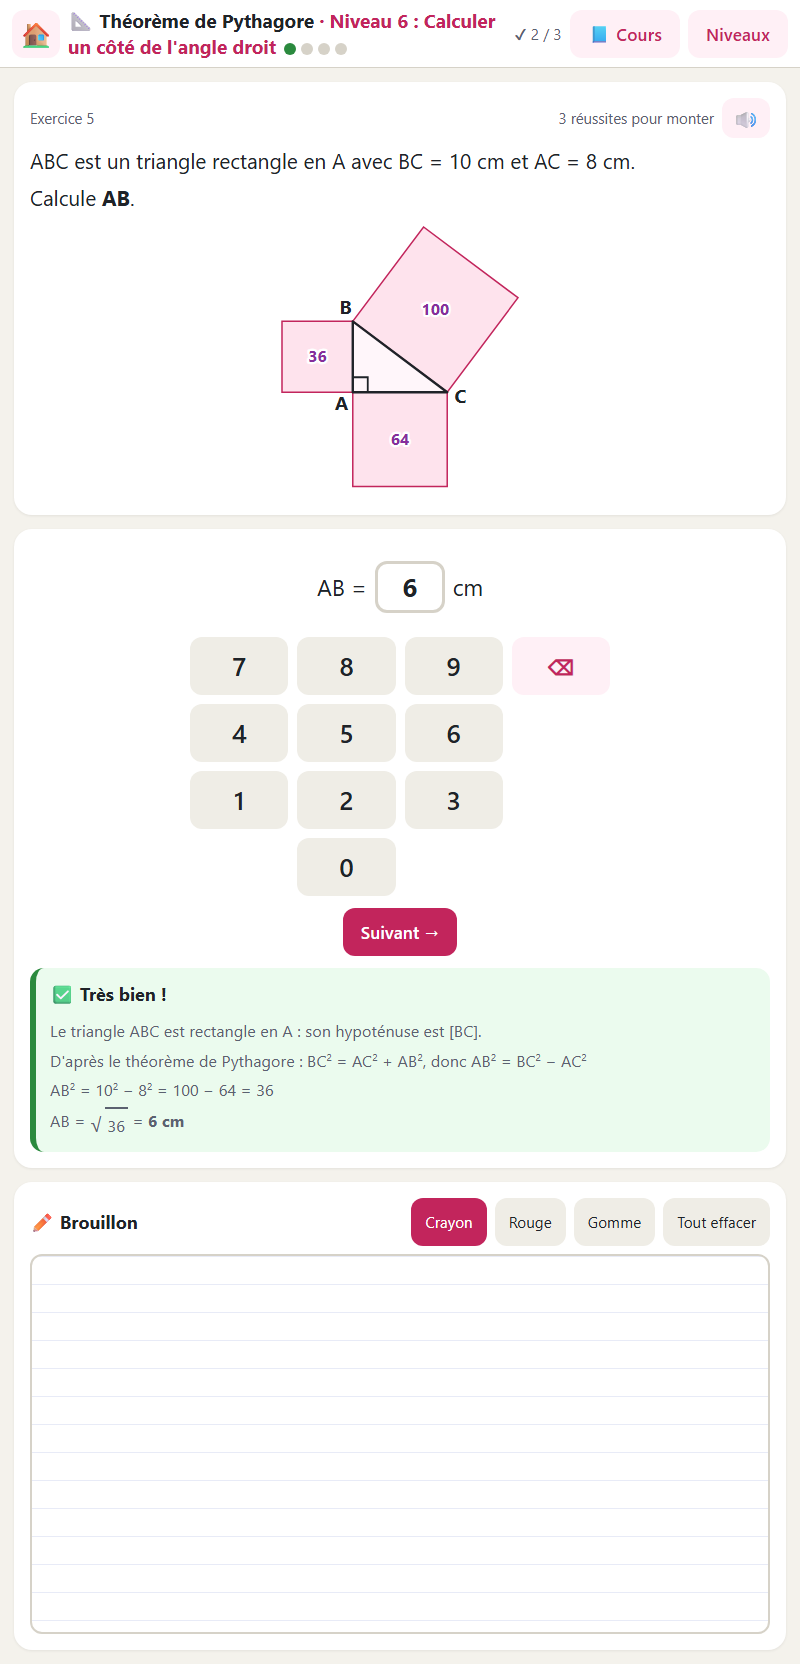 Théorème de Pythagore · Niveau 6 : Calculer
un côté de l'angle droit
✓ 2 / 3
Cours
Niveaux
Exercice 5
3 réussites pour monter
ABC est un triangle rectangle en A avec BC = 10 cm et AC = 8 cm.
Calcule AB.
B
100
36
A
C
64
AB = 6 cm
7 8 9 ⌫
4 5 6
1 2 3
0
Suivant →
✅ Très bien !
Le triangle ABC est rectangle en A : son hypoténuse est [BC].
D'après le théorème de Pythagore : BC² = AC² + AB², donc AB² = BC² − AC²
AB² = 10² − 8² = 100 − 64 = 36
AB = √36 = 6 cm
Brouillon
Crayon
Rouge
Gomme
Tout effacer